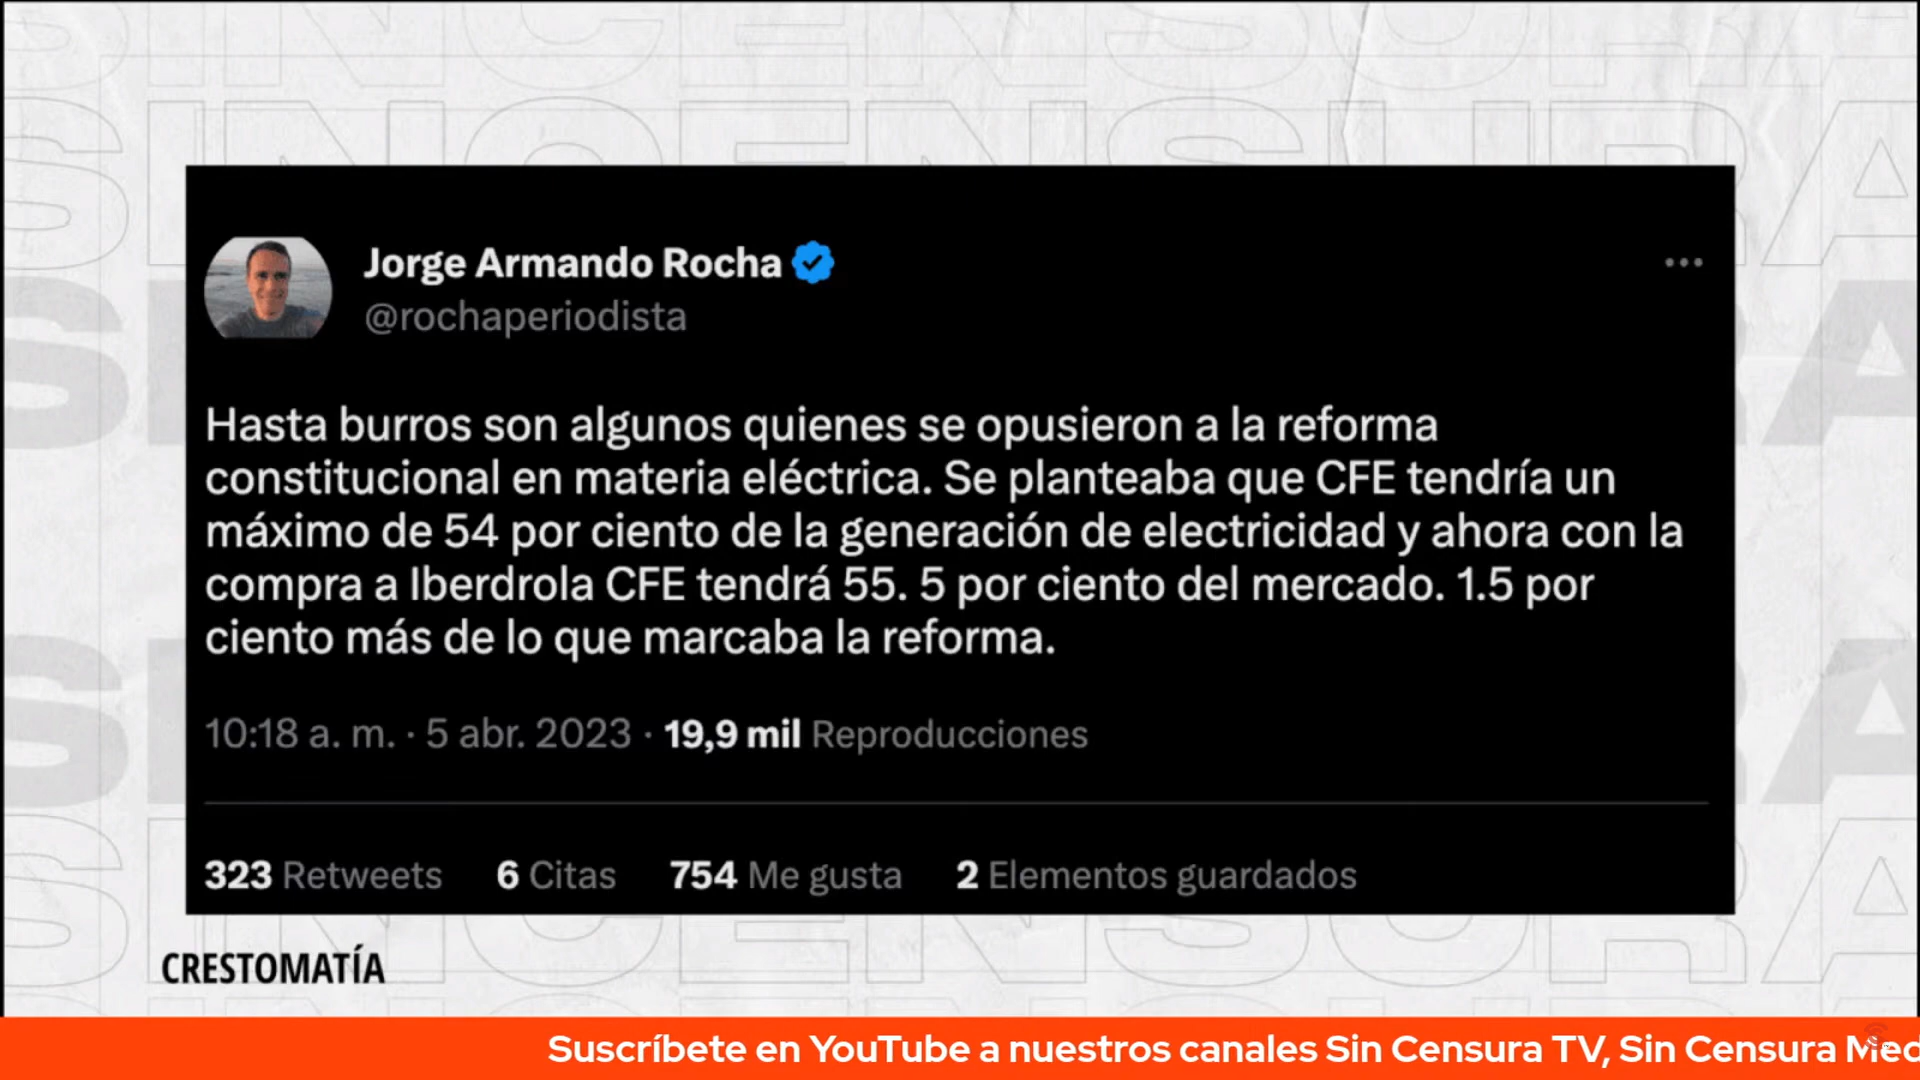 SINCENSURA
SINCENSURA
Jorge Armando Rocha
@rochaperiodista
Hasta burros son algunos quienes se opusieron a la reforma
constitucional en materia eléctrica. Se planteaba que CFE tendría un
máximo de 54 por ciento de la generación de electricidad y ahora con la
compra a Iberdrola CFE tendrá 55. 5 por ciento del mercado. 1.5 por
ciento más de lo que marcaba la reforma.
10:18 a. m. · 5 abr. 2023 · 19,9 mil Reproducciones
323 Retweets 6 Citas 754 Me gusta 2 Elementos guardados
SINCENSURA
CRESTOMATÍA
Suscríbete en YouTube a nuestros canales Sin Censura TV, Sin Censura Med